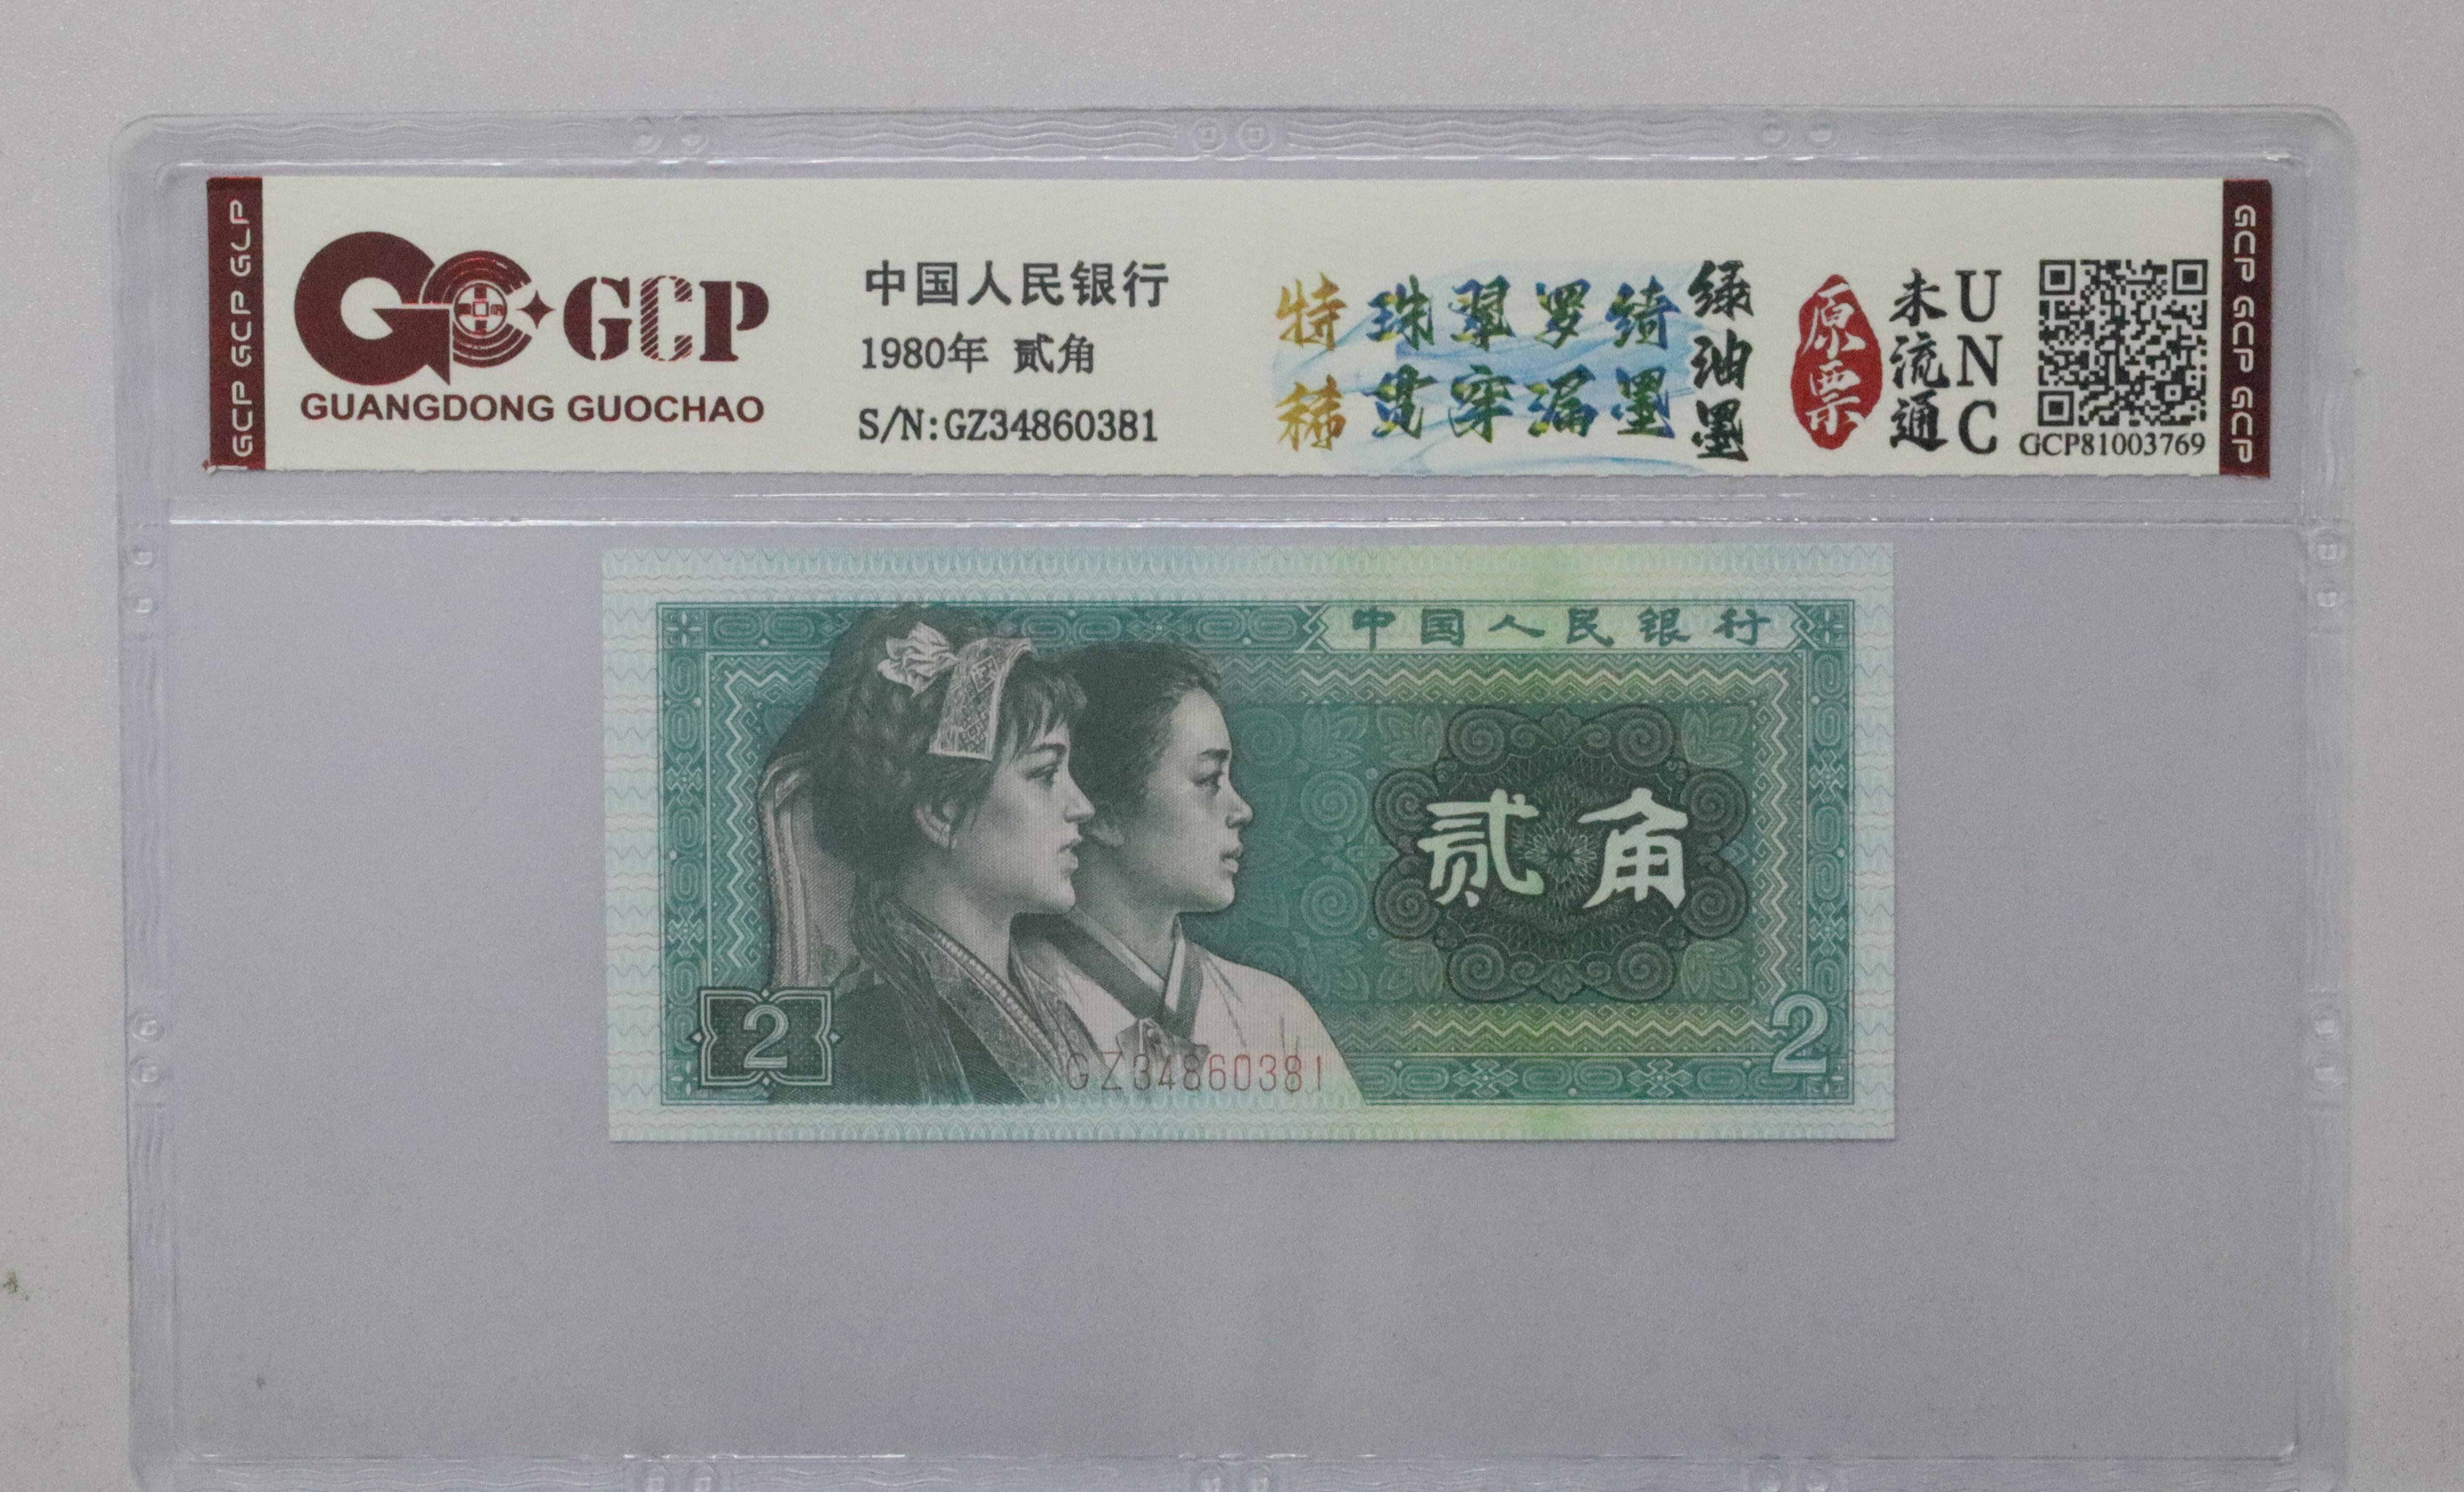 GCP GCP GCP
GCP
GUANGDONG GUOCHAO
中国人民银行
1980年 贰角
S/N:GZ34860381
特稀
珠翠罗绮
贯穿漏墨
绿油墨
原票
未流通
UNC
GCP81003769
GCP GCP GCP
中国人民银行
贰角
2
2
GZ34860381